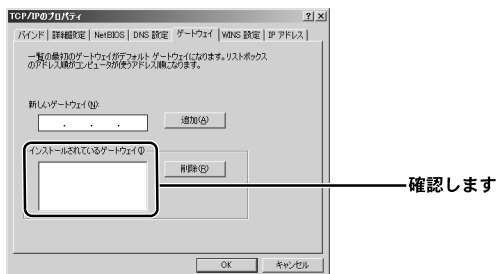 TCP/IPのプロパティ
バインド 詳細設定 NetBIOS DNS 設定 ゲートウェイ WINS 設定 IP アドレス
一覧の最初のゲートウェイがデフォルト ゲートウェイになります。リストボックス
のアドレス順がコンピュータが使うアドレス順になります。
新しいゲートウェイ(N):
. . .
追加(A)
インストールされているゲートウェイ(I)
削除(R)
確認します
OK キャンセル